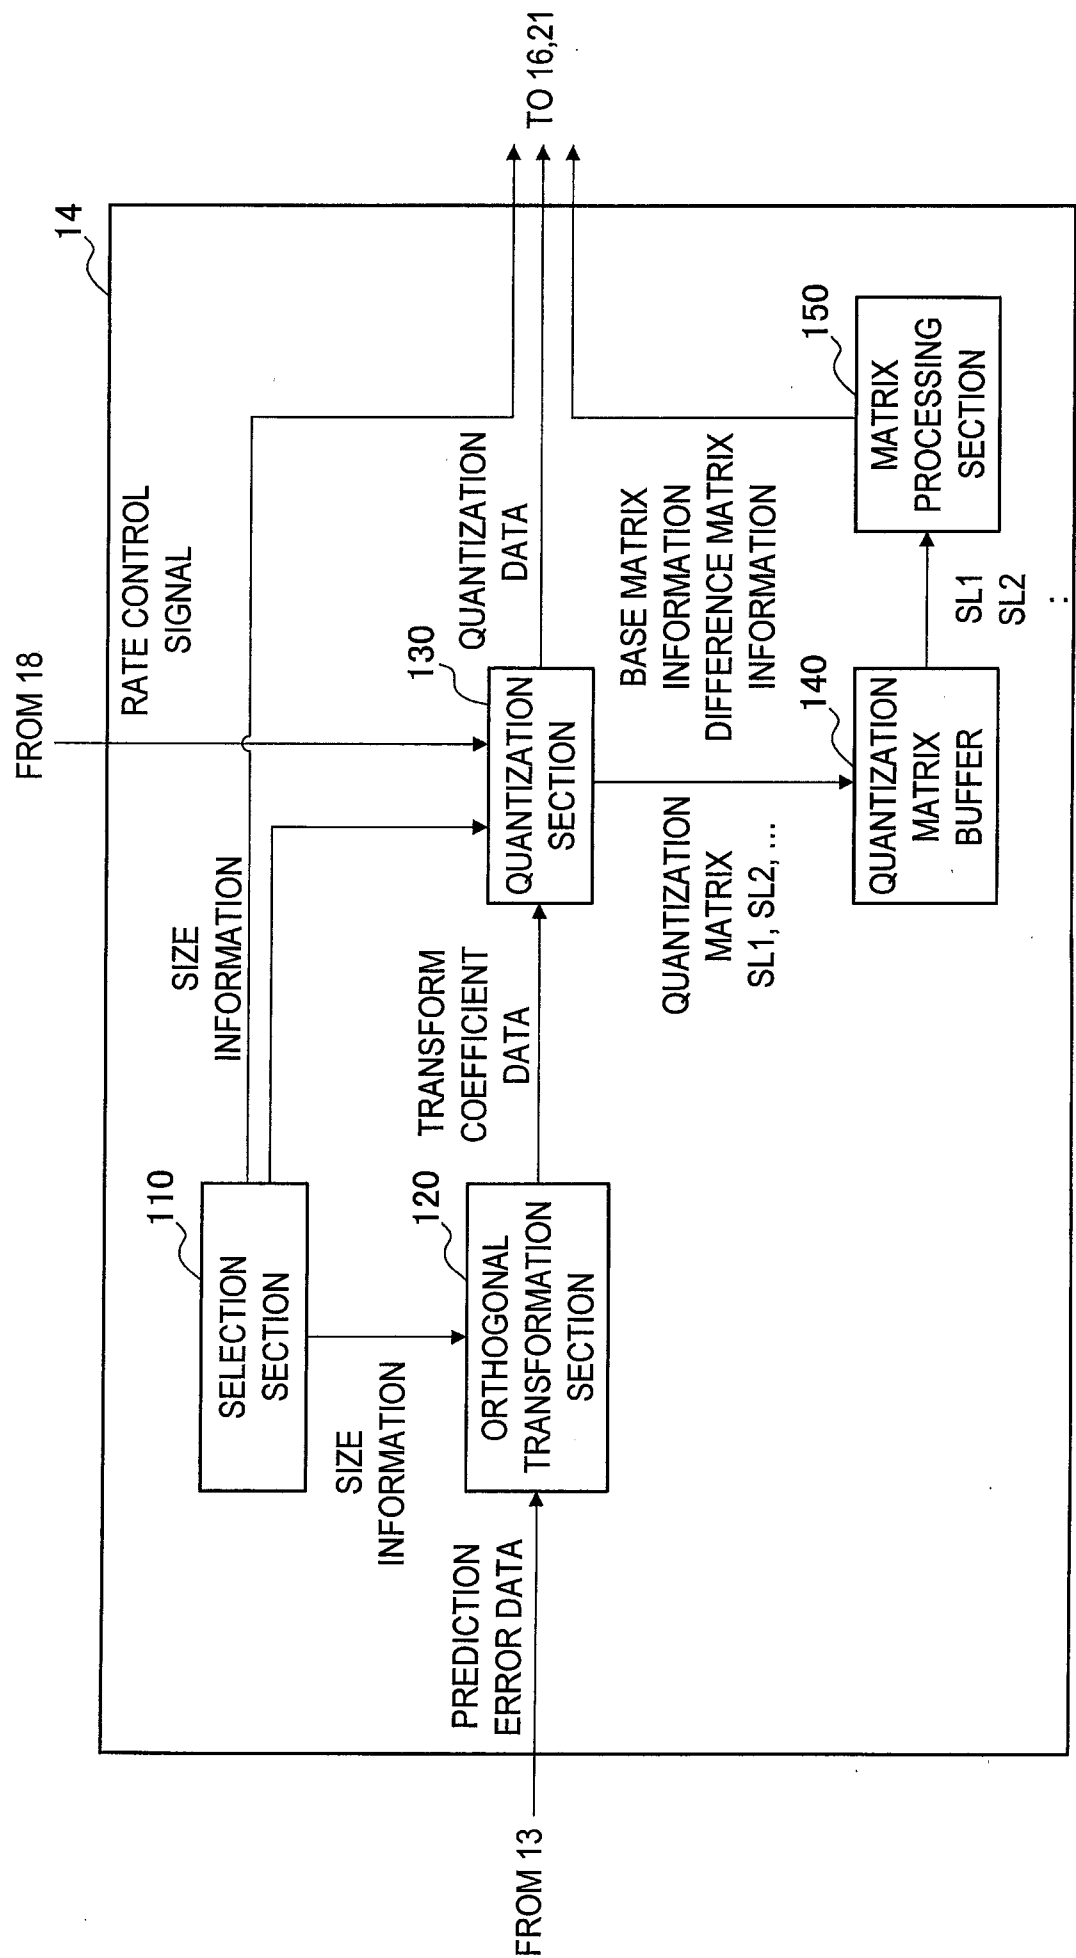 FROM 18
RATE CONTROL
SIGNAL
14
SIZE
INFORMATION
110
SELECTION
SECTION
SIZE
INFORMATION
FROM 13
PREDICTION
ERROR DATA
120
ORTHOGONAL
TRANSFORMATION
SECTION
TRANSFORM
COEFFICIENT
DATA
130
QUANTIZATION
SECTION
QUANTIZATION
DATA
TO 16,21
QUANTIZATION
MATRIX
SL1, SL2, ...
140
QUANTIZATION
MATRIX
BUFFER
SL1
SL2
:
BASE MATRIX
INFORMATION
DIFFERENCE MATRIX
INFORMATION
150
MATRIX
PROCESSING
SECTION